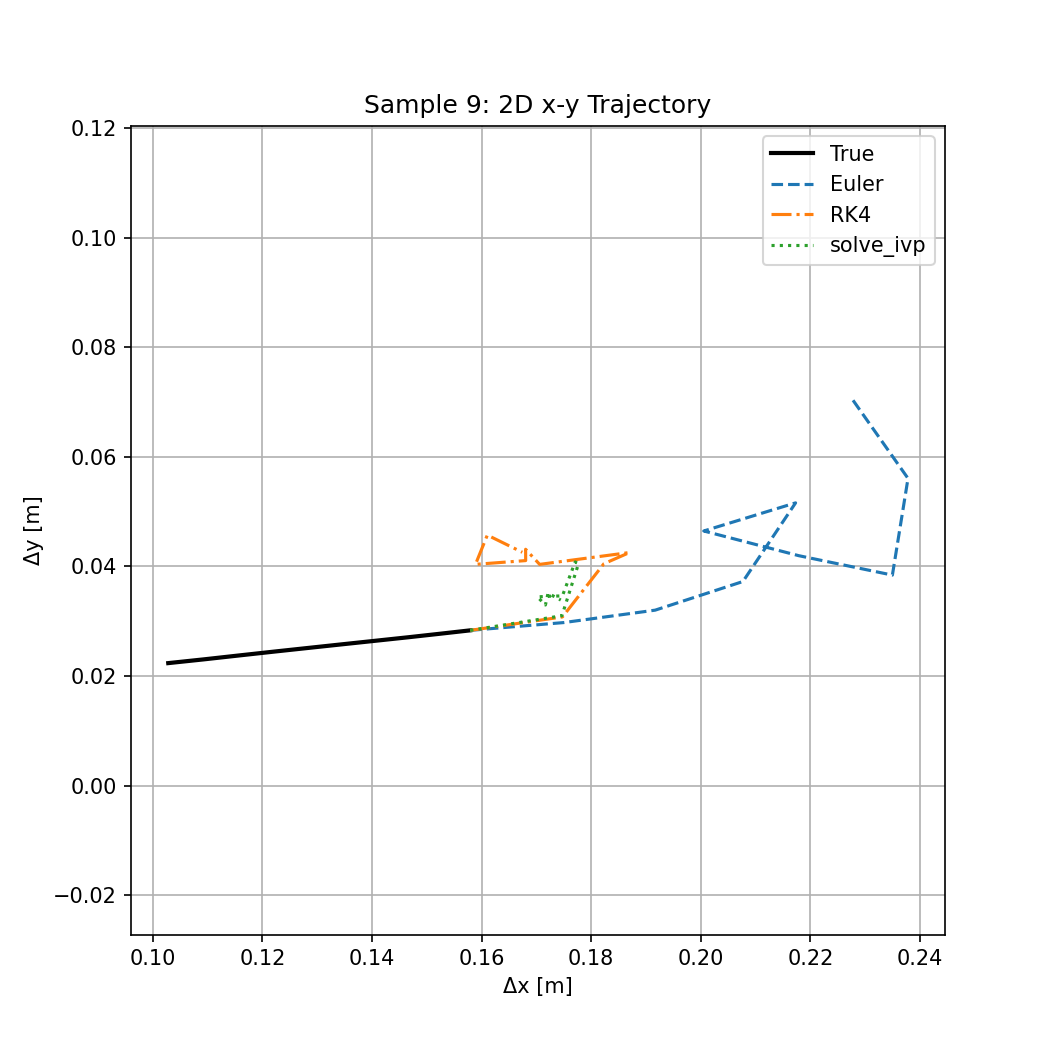 Sample 9: 2D x-y Trajectory
True
Euler
RK4
solve_ivp
0.12
0.10
0.08
0.06
0.04
0.02
0.00
−0.02
Δy [m]
0.10 0.12 0.14 0.16 0.18 0.20 0.22 0.24
Δx [m]